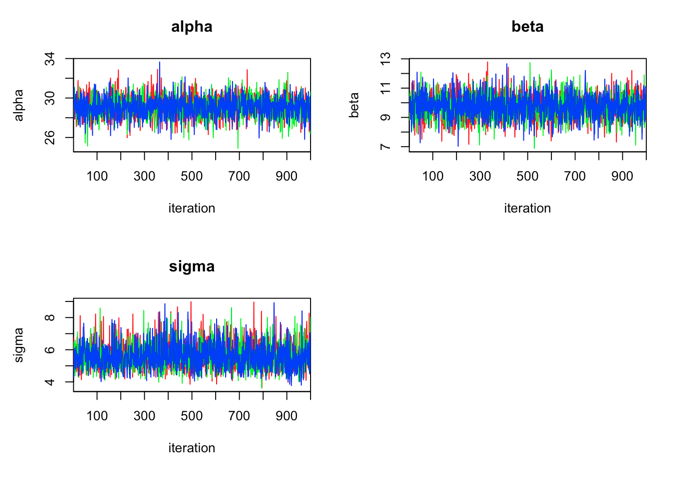 alpha
alpha
34
30
26
100 300 500 700 900
iteration
beta
beta
13
11
9
7
100 300 500 700 900
iteration
sigma
sigma
8
6
4
100 300 500 700 900
iteration